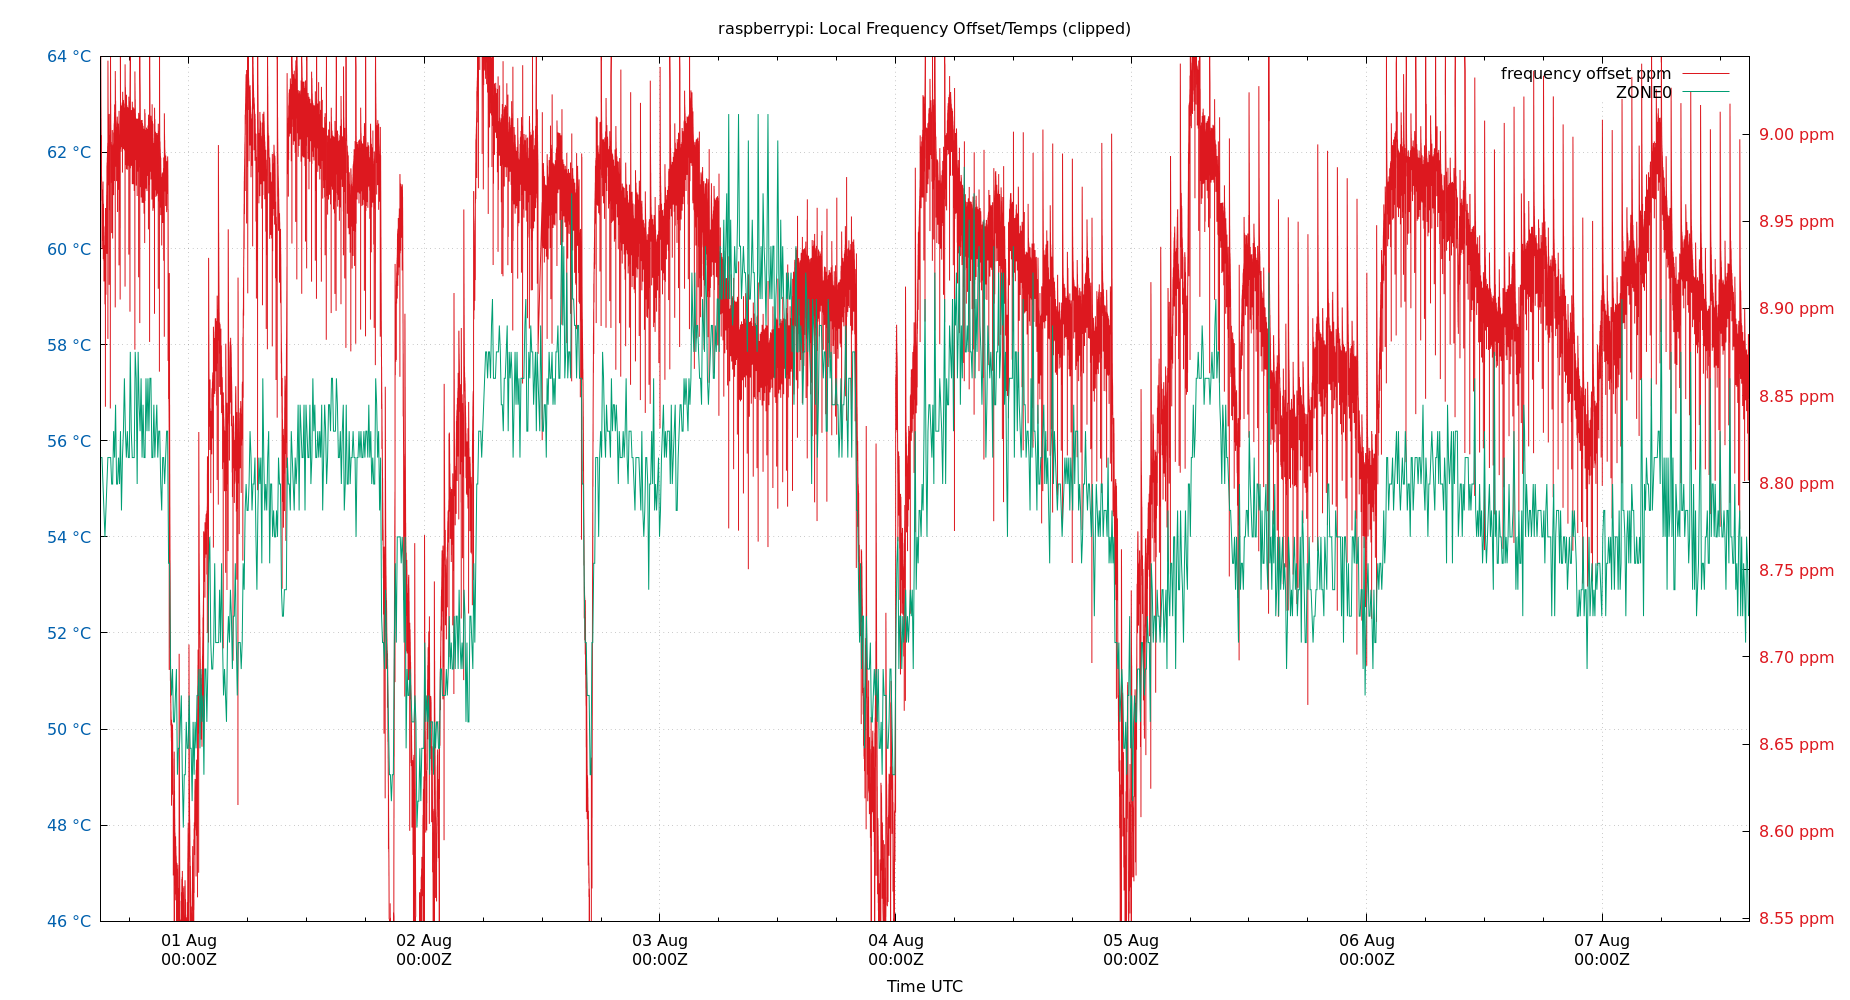 raspberrypi: Local Frequency Offset/Temps (clipped)
frequency offset ppm
ZONE0
64 °C
62 °C
60 °C
58 °C
56 °C
54 °C
52 °C
50 °C
48 °C
46 °C
9.00 ppm
8.95 ppm
8.90 ppm
8.85 ppm
8.80 ppm
8.75 ppm
8.70 ppm
8.65 ppm
8.60 ppm
8.55 ppm
01 Aug 02 Aug 03 Aug 04 Aug 05 Aug 06 Aug 07 Aug
00:00Z 00:00Z 00:00Z 00:00Z 00:00Z 00:00Z 00:00Z
Time UTC